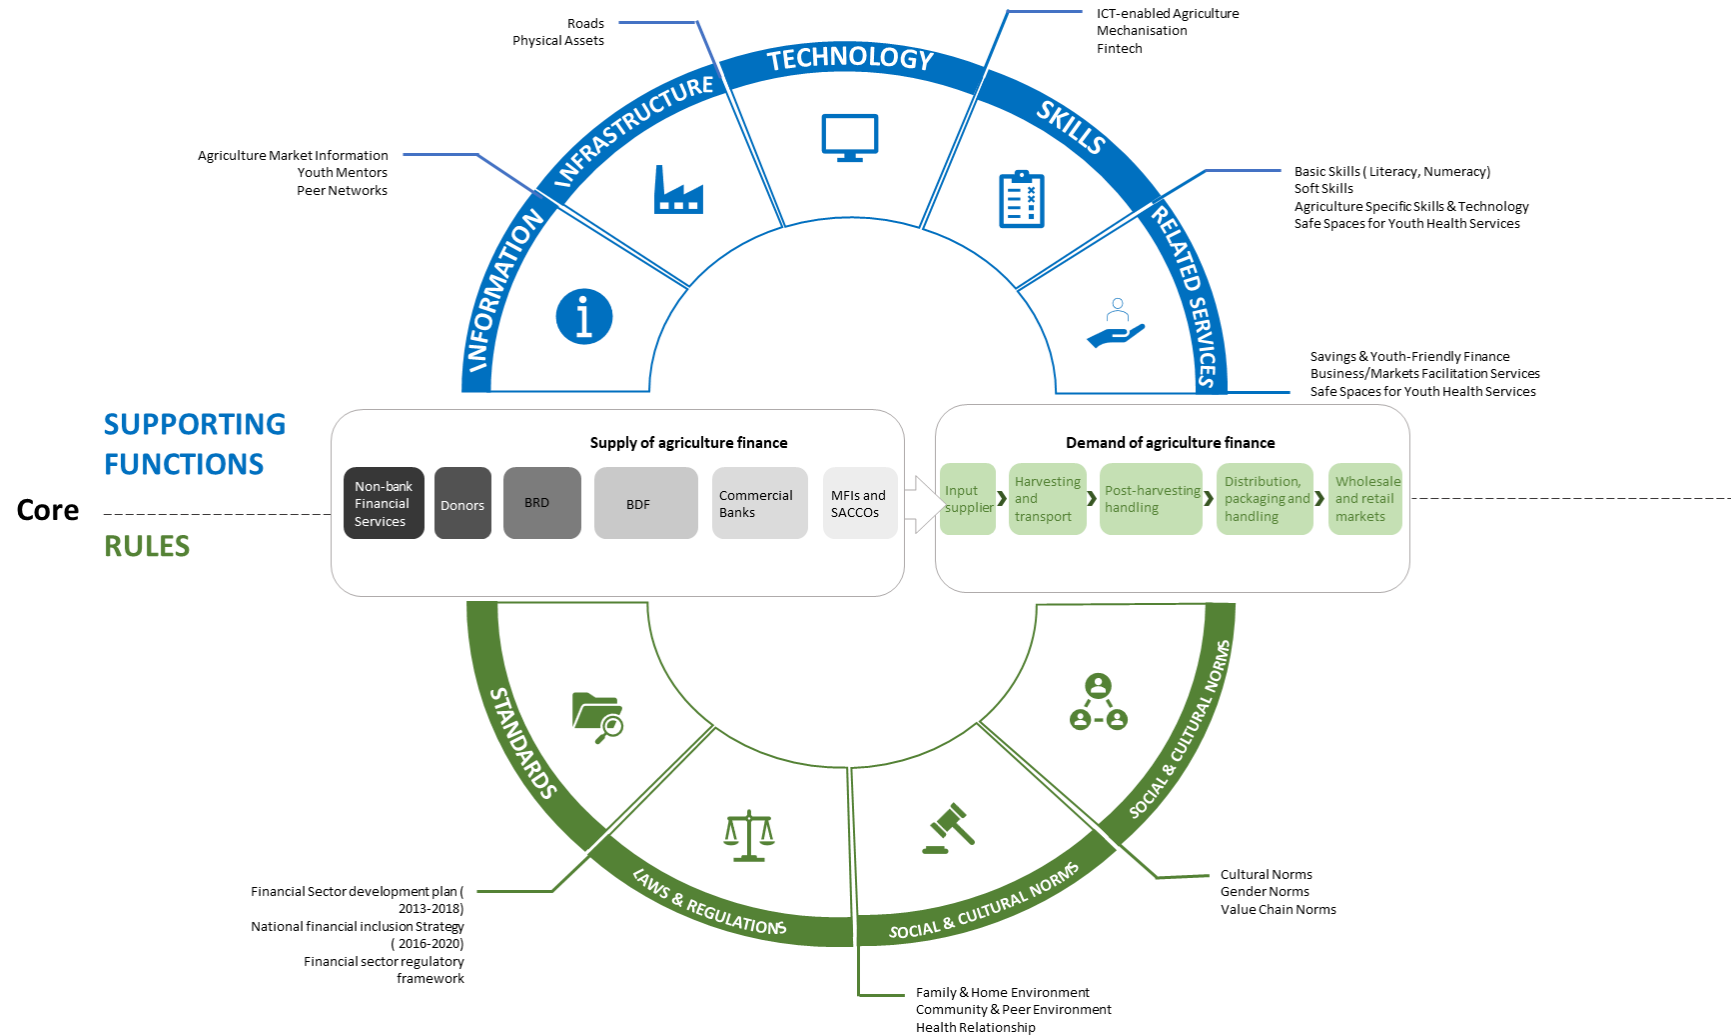 Roads
Physical Assets
ICT-enabled Agriculture
Mechanisation
Fintech
TECHNOLOGY
INFRASTRUCTURE
SKILLS
Agriculture Market Information
Youth Mentors
Peer Networks
Basic Skills ( Literacy, Numeracy)
Soft Skills
Agriculture Specific Skills & Technology
Safe Spaces for Youth Health Services
INFORMATION
RELATED SERVICES
Savings & Youth-Friendly Finance
Business/Markets Facilitation Services
Safe Spaces for Youth Health Services
SUPPORTING
FUNCTIONS
Core
RULES
Supply of agriculture finance
Non-bank
Financial
Services
Donors
BRD
BDF
Commercial
Banks
MFIs and
SACCOs
Demand of agriculture finance
Input
supplier
Harvesting
and
transport
Post-harvesting
handling
Distribution,
packaging and
handling
Wholesale
and retail
markets
STANDARDS
LAWS & REGULATIONS
SOCIAL & CULTURAL NORMS
SOCIAL & CULTURAL NORMS
Financial Sector development plan (
2013-2018)
National financial inclusion Strategy
( 2016-2020)
Financial sector regulatory
framework
Cultural Norms
Gender Norms
Value Chain Norms
Family & Home Environment
Community & Peer Environment
Health Relationship